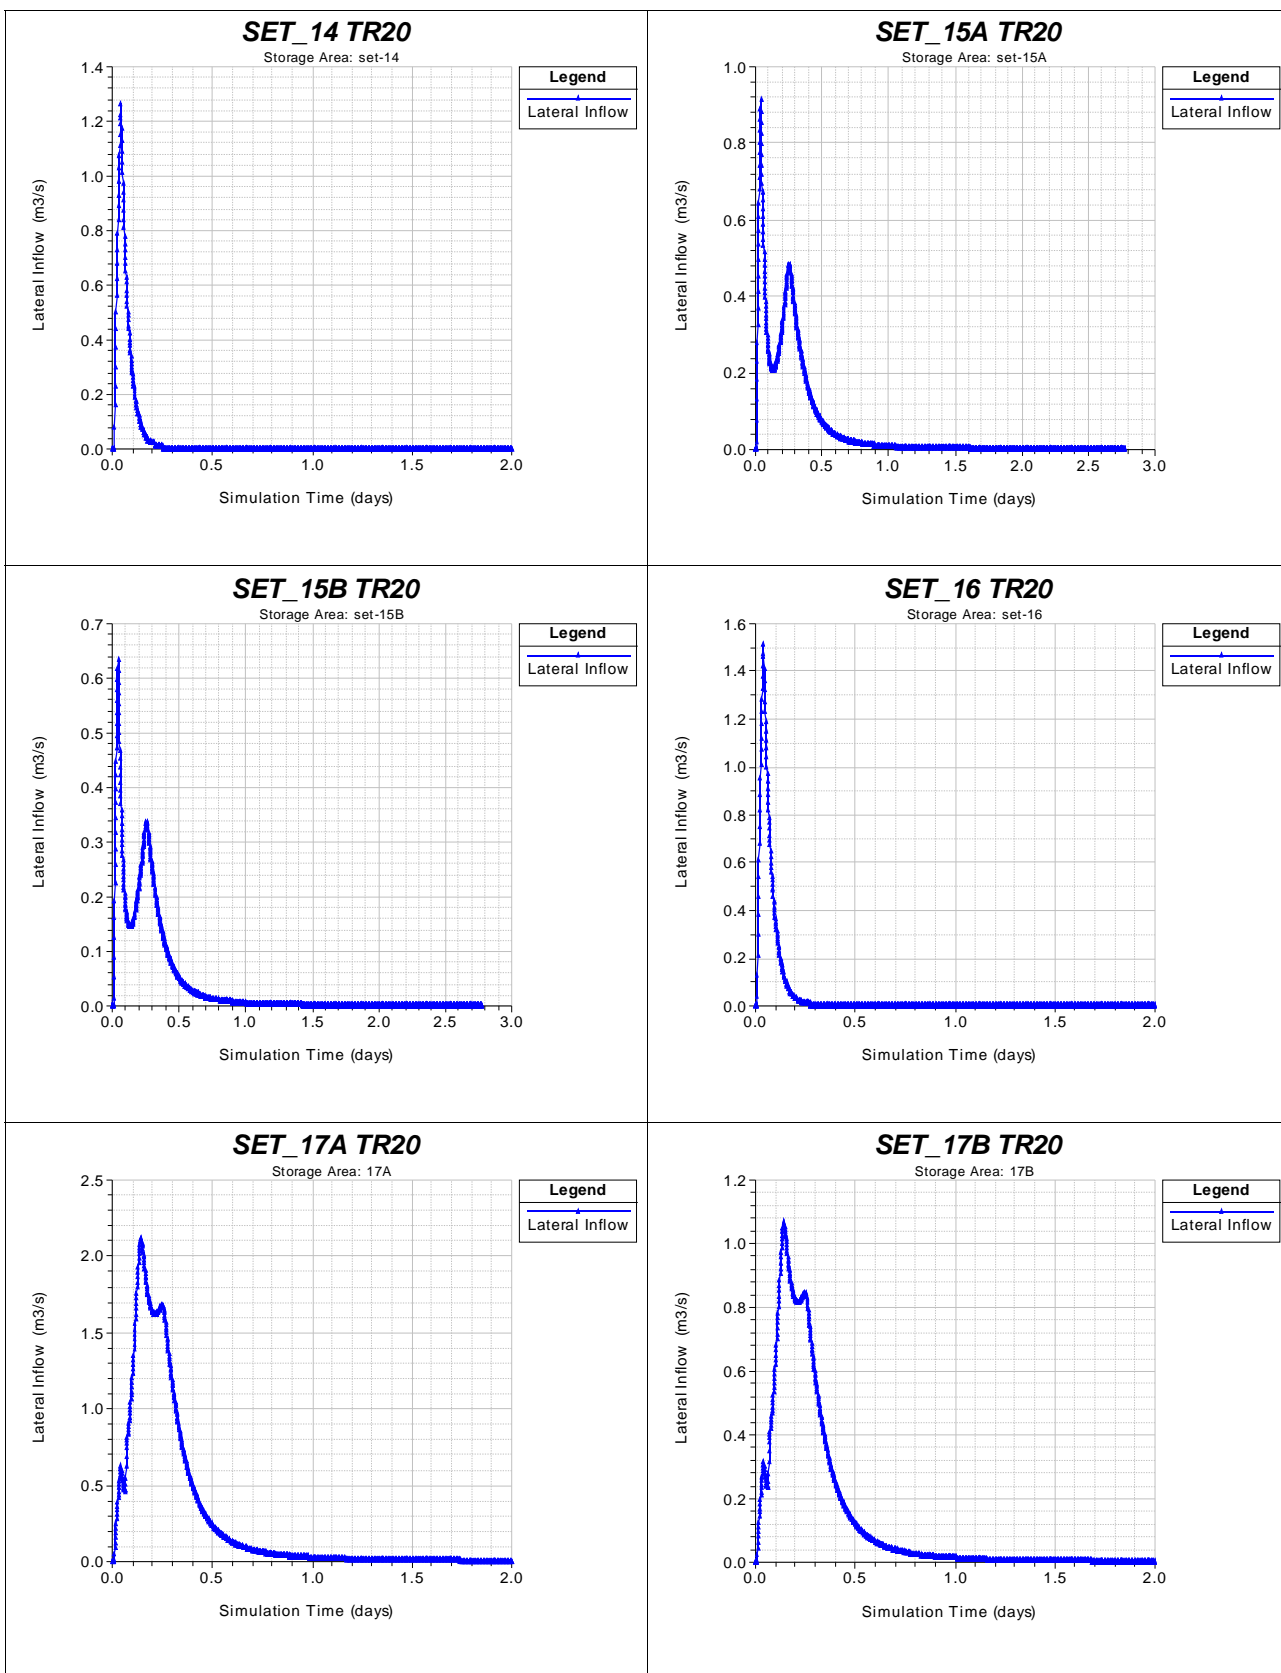 SET_14 TR20
Storage Area: set-14
Legend
Lateral Inflow
Lateral Inflow (m3/s)
1.4
1.2
1.0
0.8
0.6
0.4
0.2
0.0
0.0 0.5 1.0 1.5 2.0
Simulation Time (days)
SET_15A TR20
Storage Area: set-15A
Legend
Lateral Inflow
Lateral Inflow (m3/s)
1.0
0.8
0.6
0.4
0.2
0.0
0.0 0.5 1.0 1.5 2.0 2.5 3.0
Simulation Time (days)
SET_15B TR20
Storage Area: set-15B
Legend
Lateral Inflow
Lateral Inflow (m3/s)
0.7
0.6
0.5
0.4
0.3
0.2
0.1
0.0
0.0 0.5 1.0 1.5 2.0 2.5 3.0
Simulation Time (days)
SET_16 TR20
Storage Area: set-16
Legend
Lateral Inflow
Lateral Inflow (m3/s)
1.6
1.4
1.2
1.0
0.8
0.6
0.4
0.2
0.0
0.0 0.5 1.0 1.5 2.0
Simulation Time (days)
SET_17A TR20
Storage Area: 17A
Legend
Lateral Inflow
Lateral Inflow (m3/s)
2.5
2.0
1.5
1.0
0.5
0.0
0.0 0.5 1.0 1.5 2.0
Simulation Time (days)
SET_17B TR20
Storage Area: 17B
Legend
Lateral Inflow
Lateral Inflow (m3/s)
1.2
1.0
0.8
0.6
0.4
0.2
0.0
0.0 0.5 1.0 1.5 2.0
Simulation Time (days)